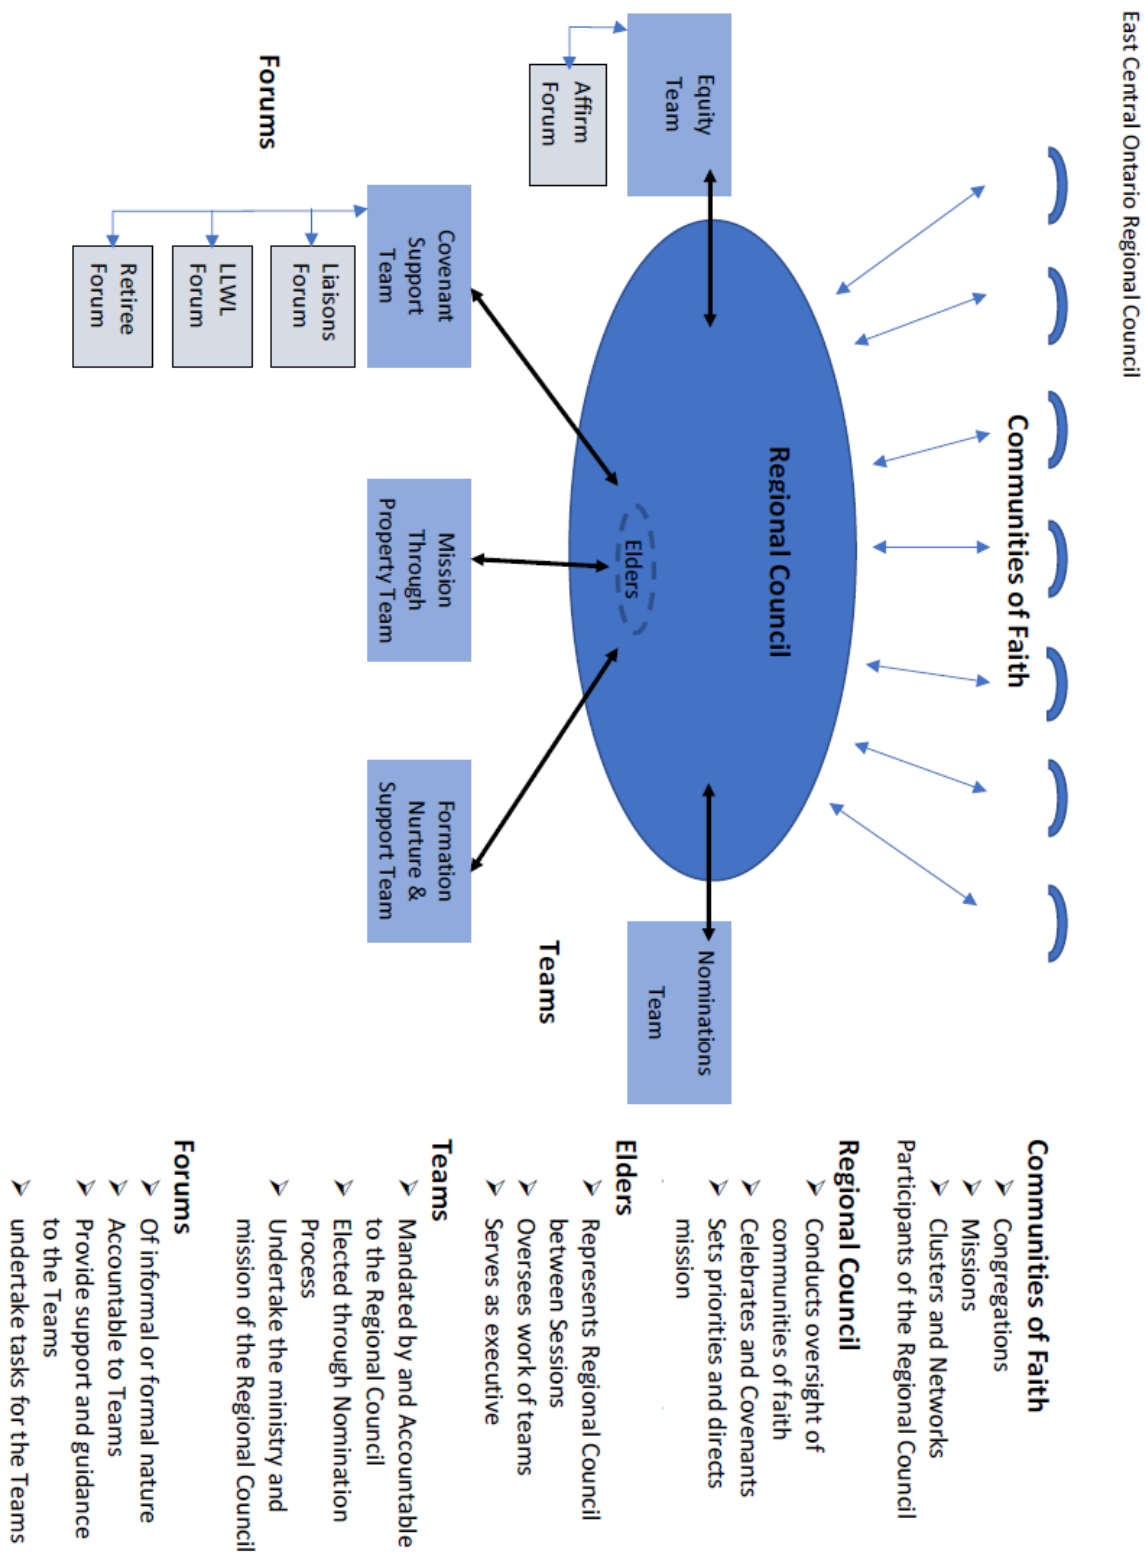 East Central Ontario Regional Council
Communities of Faith
Regional Council
Elders
Equity
Team
Affirm
Forum
Nominations
Team
Teams
Covenant
Support
Team
Mission
Through
Property Team
Formation
Nurture &
Support Team
Forums
Liaisons
Forum
LLWL
Forum
Retiree
Forum
Communities of Faith
➢ Congregations
➢ Missions
➢ Clusters and Networks
Participants of the Regional Council
Regional Council
➢ Conducts oversight of
communities of faith
➢ Celebrates and Covenants
➢ Sets priorities and directs
mission
Elders
➢ Represents Regional Council
between Sessions
➢ Oversees work of teams
➢ Serves as executive
Teams
➢ Mandated by and Accountable
to the Regional Council
➢ Elected through Nomination
Process
➢ Undertake the ministry and
mission of the Regional Council
Forums
➢ Of informal or formal nature
➢ Accountable to Teams
➢ Provide support and guidance
to the Teams
➢ undertake tasks for the Teams